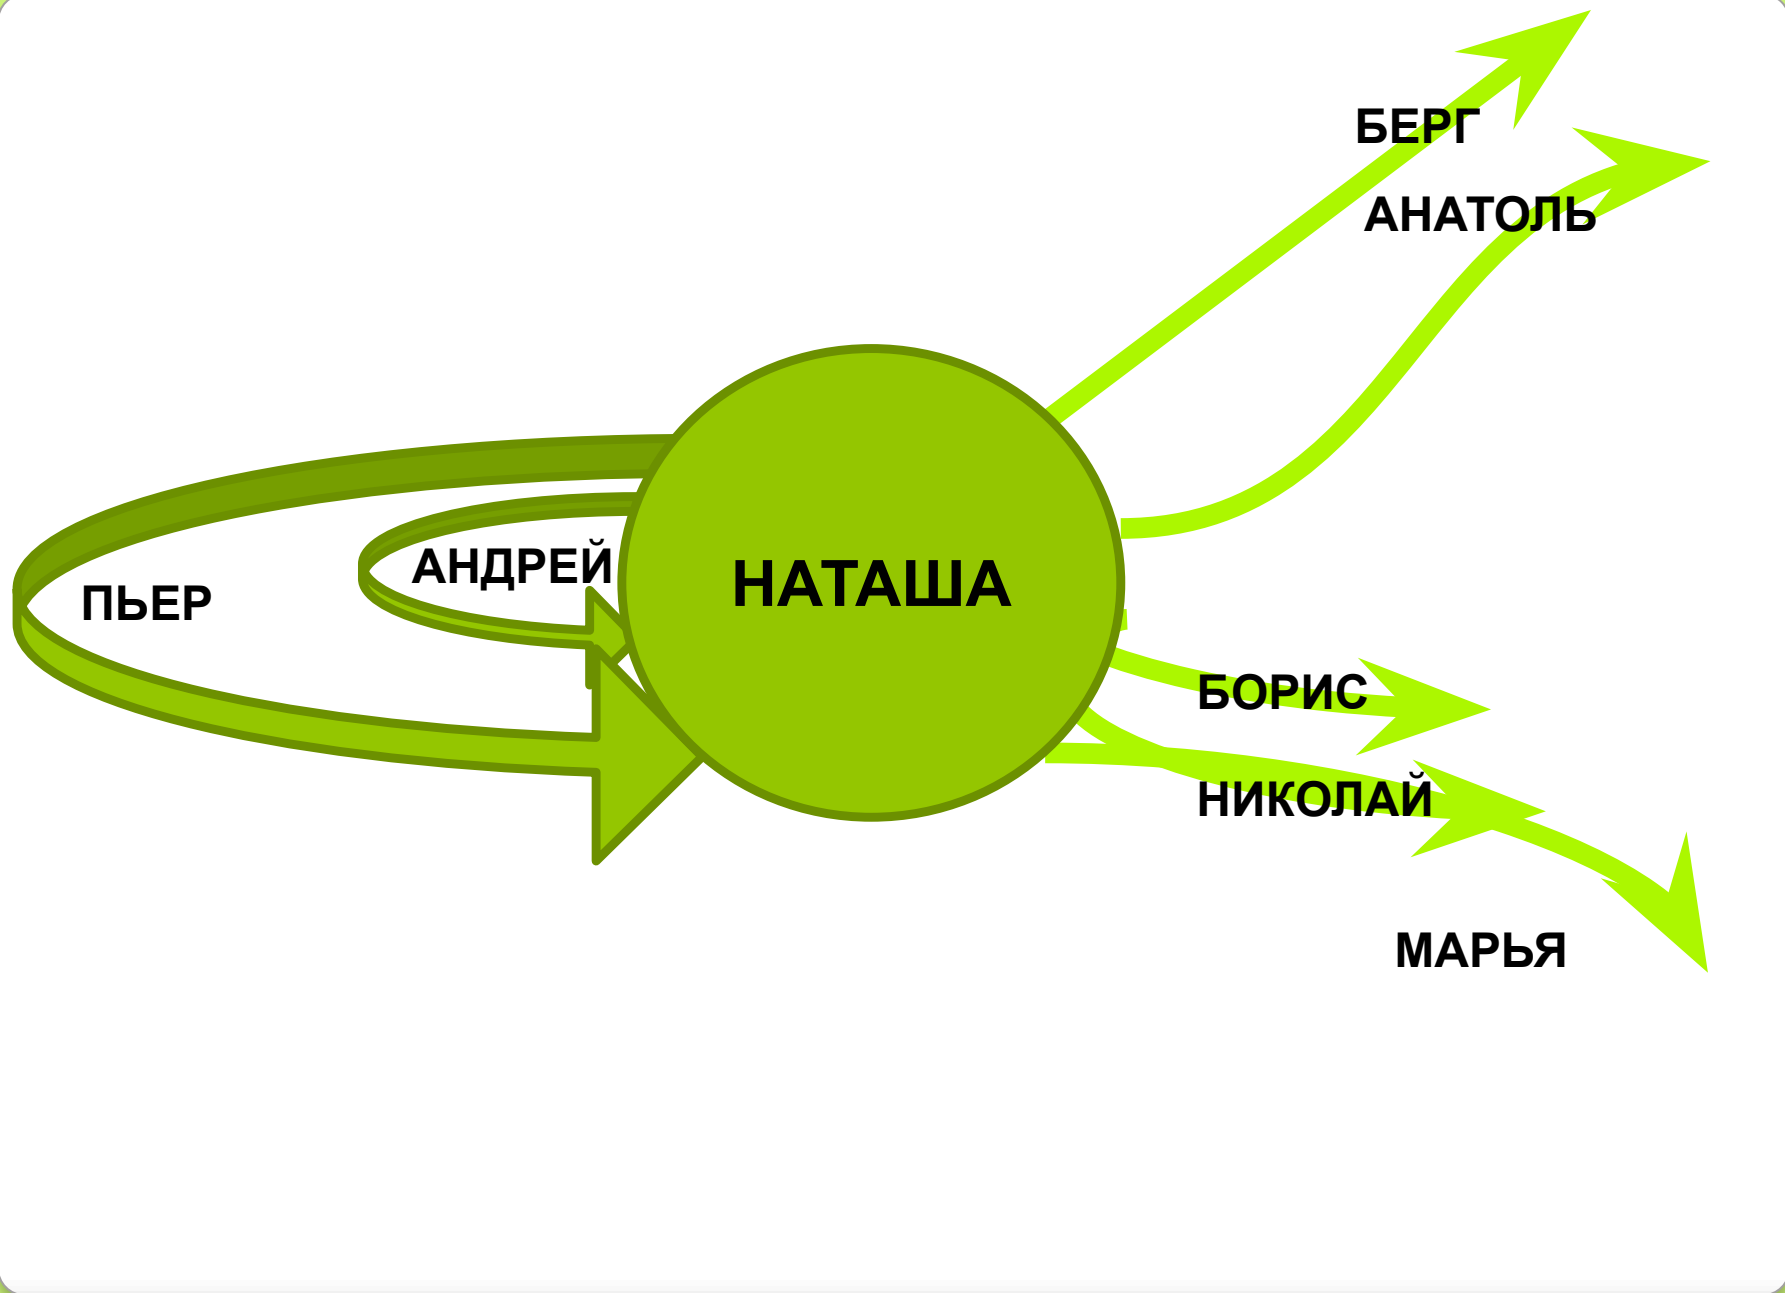 БЕРГ
АНАТОЛЬ
АНДРЕЙ
НАТАША
ПЬЕР
БОРИС
НИКОЛАЙ
МАРЬЯ